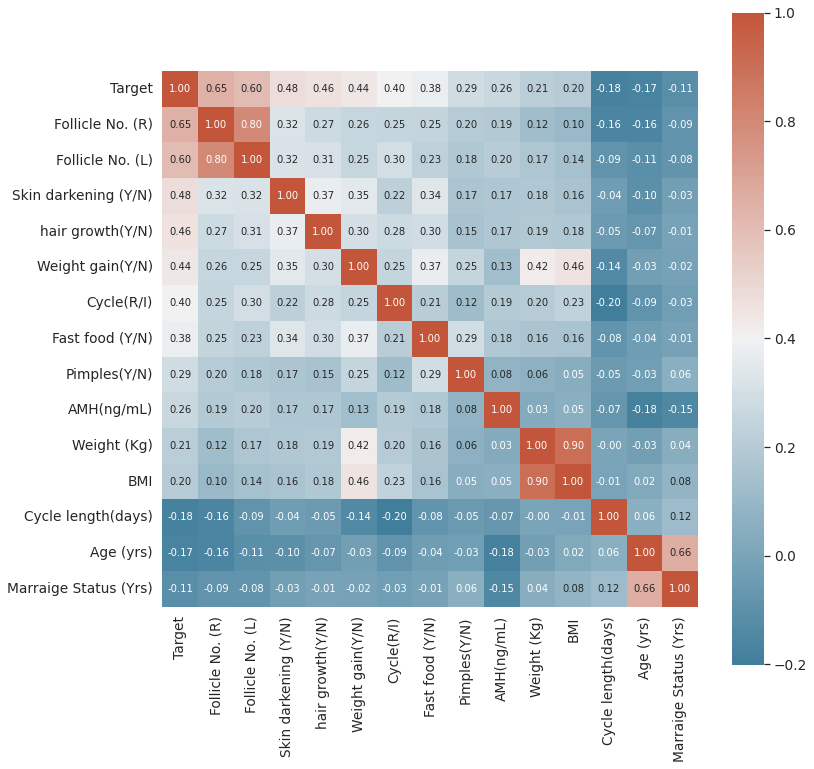 1.0
Target 1.00 0.65 0.60 0.48 0.46 0.44 0.40 0.38 0.29 0.26 0.21 0.20 -0.18 -0.17 -0.11
Follicle No. (R) 0.65 1.00 0.80 0.32 0.27 0.26 0.25 0.25 0.20 0.19 0.12 0.10 -0.16 -0.16 -0.09
0.8
Follicle No. (L) 0.60 0.80 1.00 0.32 0.31 0.25 0.30 0.23 0.18 0.20 0.17 0.14 -0.09 -0.11 -0.08
Skin darkening (Y/N) 0.48 0.32 0.32 1.00 0.37 0.35 0.22 0.34 0.17 0.17 0.18 0.16 -0.04 -0.10 -0.03
hair growth(Y/N) 0.46 0.27 0.31 0.37 1.00 0.30 0.28 0.30 0.15 0.17 0.19 0.18 -0.05 -0.07 -0.01
0.6
Weight gain(Y/N) 0.44 0.26 0.25 0.35 0.30 1.00 0.25 0.37 0.25 0.13 0.42 0.46 -0.14 -0.03 -0.02
Cycle(R/I) 0.40 0.25 0.30 0.22 0.28 0.25 1.00 0.21 0.12 0.19 0.20 0.23 -0.20 -0.09 -0.03
Fast food (Y/N) 0.38 0.25 0.23 0.34 0.30 0.37 0.21 1.00 0.29 0.18 0.16 0.16 -0.08 -0.04 -0.01
0.4
Pimples(Y/N) 0.29 0.20 0.18 0.17 0.15 0.25 0.12 0.29 1.00 0.08 0.06 0.05 -0.05 -0.03 0.06
AMH(ng/mL) 0.26 0.19 0.20 0.17 0.17 0.13 0.19 0.18 0.08 1.00 0.03 0.05 -0.07 -0.18 -0.15
Weight (Kg) 0.21 0.12 0.17 0.18 0.19 0.42 0.20 0.16 0.06 0.03 1.00 0.90 -0.00 -0.03 0.04
0.2
BMI 0.20 0.10 0.14 0.16 0.18 0.46 0.23 0.16 0.05 0.05 0.90 1.00 -0.01 0.02 0.08
Cycle length(days) -0.18 -0.16 -0.09 -0.04 -0.05 -0.14 -0.20 -0.08 -0.05 -0.07 -0.00 -0.01 1.00 0.06 0.12
Age (yrs) -0.17 -0.16 -0.11 -0.10 -0.07 -0.03 -0.09 -0.04 -0.03 -0.18 -0.03 0.02 0.06 1.00 0.66
0.0
Marraige Status (Yrs) -0.11 -0.09 -0.08 -0.03 -0.01 -0.02 -0.03 -0.01 0.06 -0.15 0.04 0.08 0.12 0.66 1.00
−0.2
Target
Follicle No. (R)
Follicle No. (L)
Skin darkening (Y/N)
hair growth(Y/N)
Weight gain(Y/N)
Cycle(R/I)
Fast food (Y/N)
Pimples(Y/N)
AMH(ng/mL)
Weight (Kg)
BMI
Cycle length(days)
Age (yrs)
Marraige Status (Yrs)